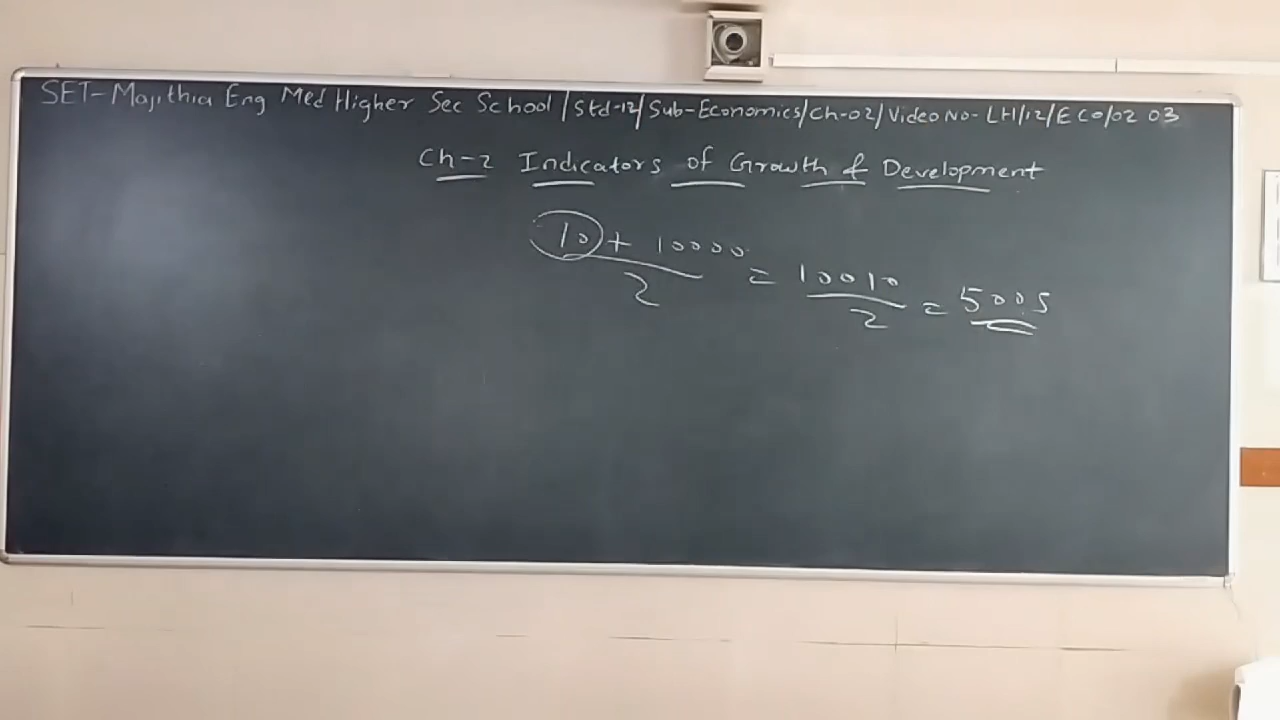 SET-Majithia Eng Med Higher Sec School / Std-12/ Sub-Economics/Ch-02/ Video No- LH/12/ECO/02 03
Ch-2 Indicators of Growth & Development
10 + 10000 / 2 = 10010 / 2 = 5005